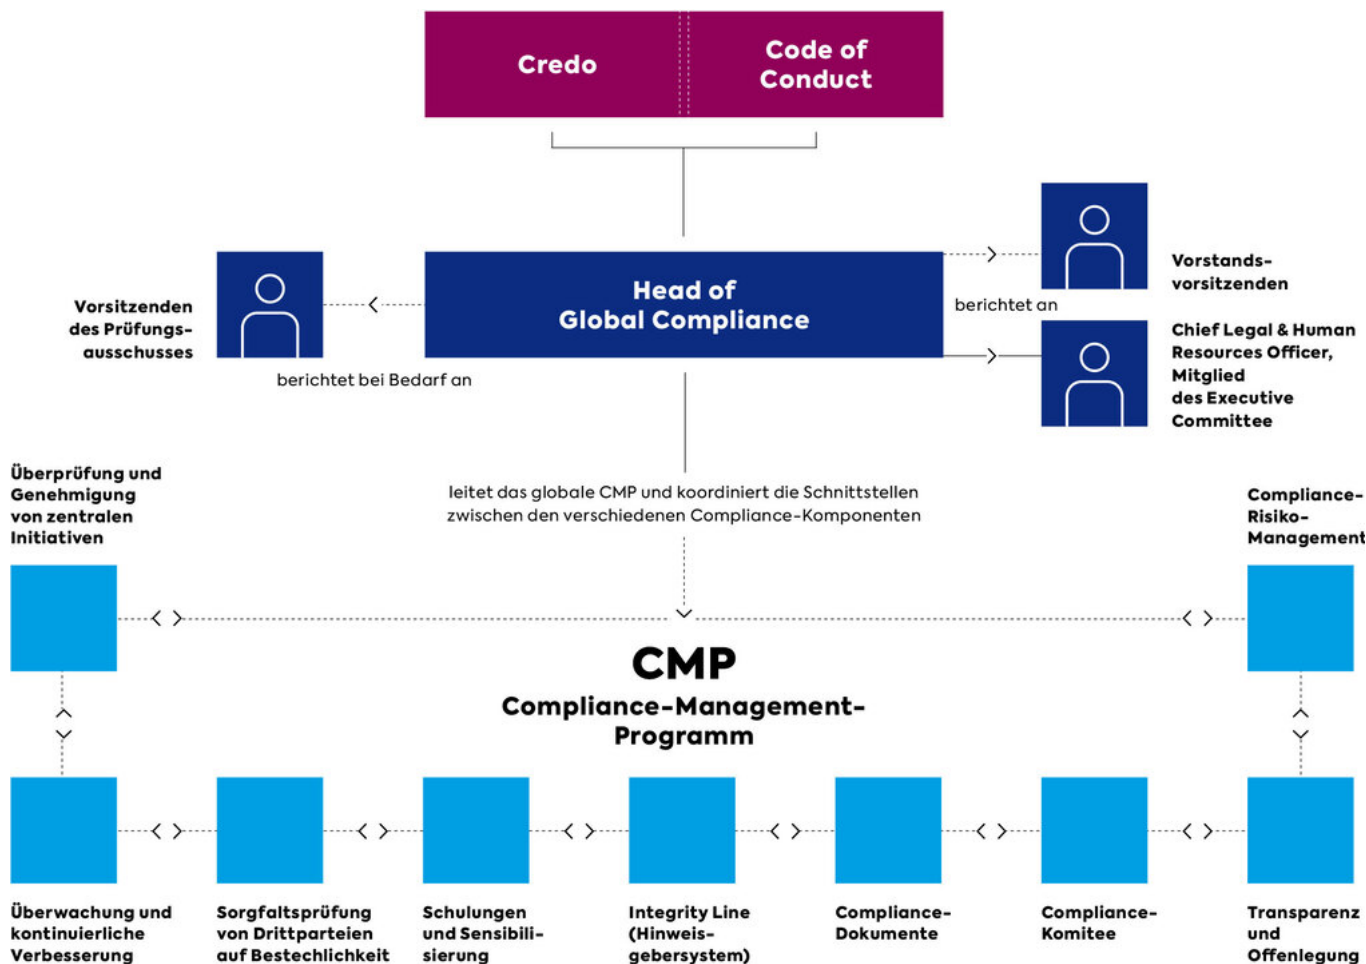 Credo
Code of
Conduct
Vorstands-
vorsitzenden
Head of
Global Compliance
Vorsitzenden
des Prüfungs-
ausschusses
berichtet an
Chief Legal & Human
Resources Officer,
Mitglied
des Executive
Committee
berichtet bei Bedarf an
Überprüfung und
Genehmigung
von zentralen
Initiativen
leitet das globale CMP und koordiniert die Schnittstellen
zwischen den verschiedenen Compliance-Komponenten
Compliance-
Risiko-
Management
CMP
Compliance-Management-
Programm
Überwachung und
kontinuierliche
Verbesserung
Sorgfaltsprüfung
von Drittparteien
auf Bestechlichkeit
Schulungen
und Sensibili-
sierung
Integrity Line
(Hinweis-
gebersystem)
Compliance-
Dokumente
Compliance-
Komitee
Transparenz
und
Offenlegung